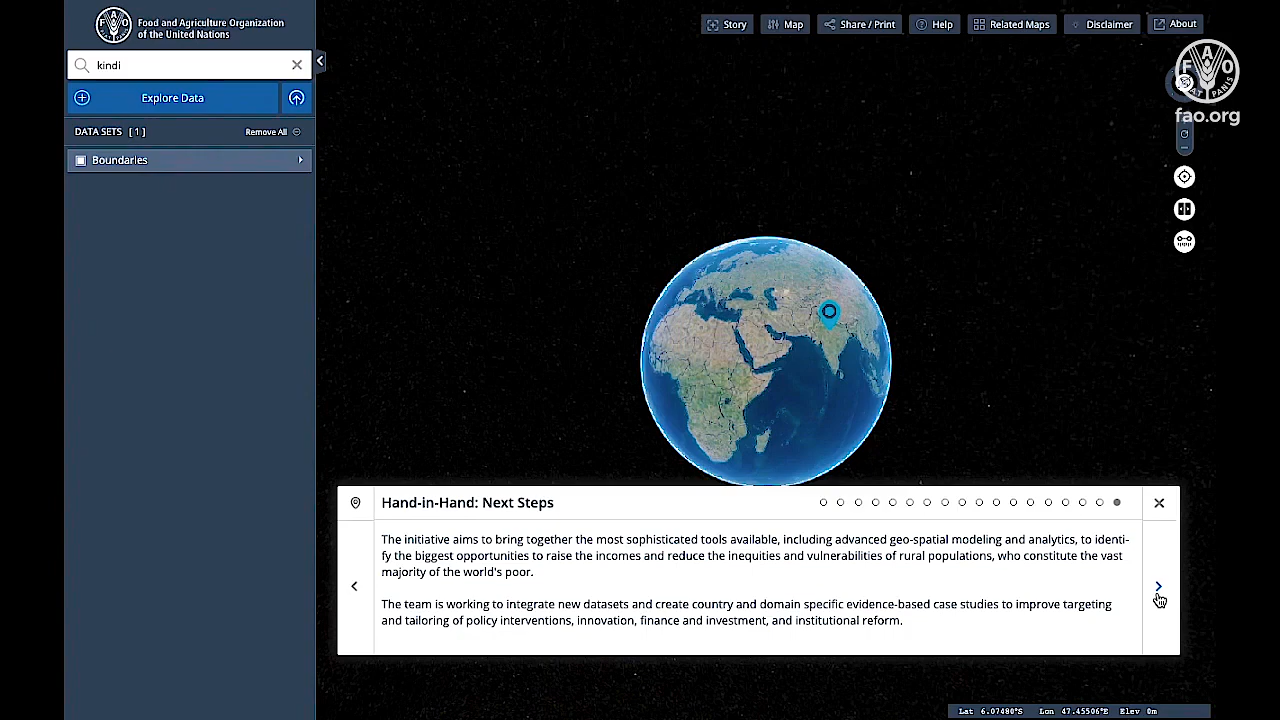 Food and Agriculture Organization
of the United Nations
Story
Map
Share / Print
Help
Related Maps
Disclaimer
About
kindi
Explore Data
DATA SETS [ 1 ]
Remove All
Boundaries
fao.org
Hand-in-Hand: Next Steps
The initiative aims to bring together the most sophisticated tools available, including advanced geo-spatial modeling and analytics, to identi-
fy the biggest opportunities to raise the incomes and reduce the inequities and vulnerabilities of rural populations, who constitute the vast
majority of the world's poor.
The team is working to integrate new datasets and create country and domain specific evidence-based case studies to improve targeting
and tailoring of policy interventions, innovation, finance and investment, and institutional reform.
Lat 6.07480°S Lon 47.45506°E Elev 0m